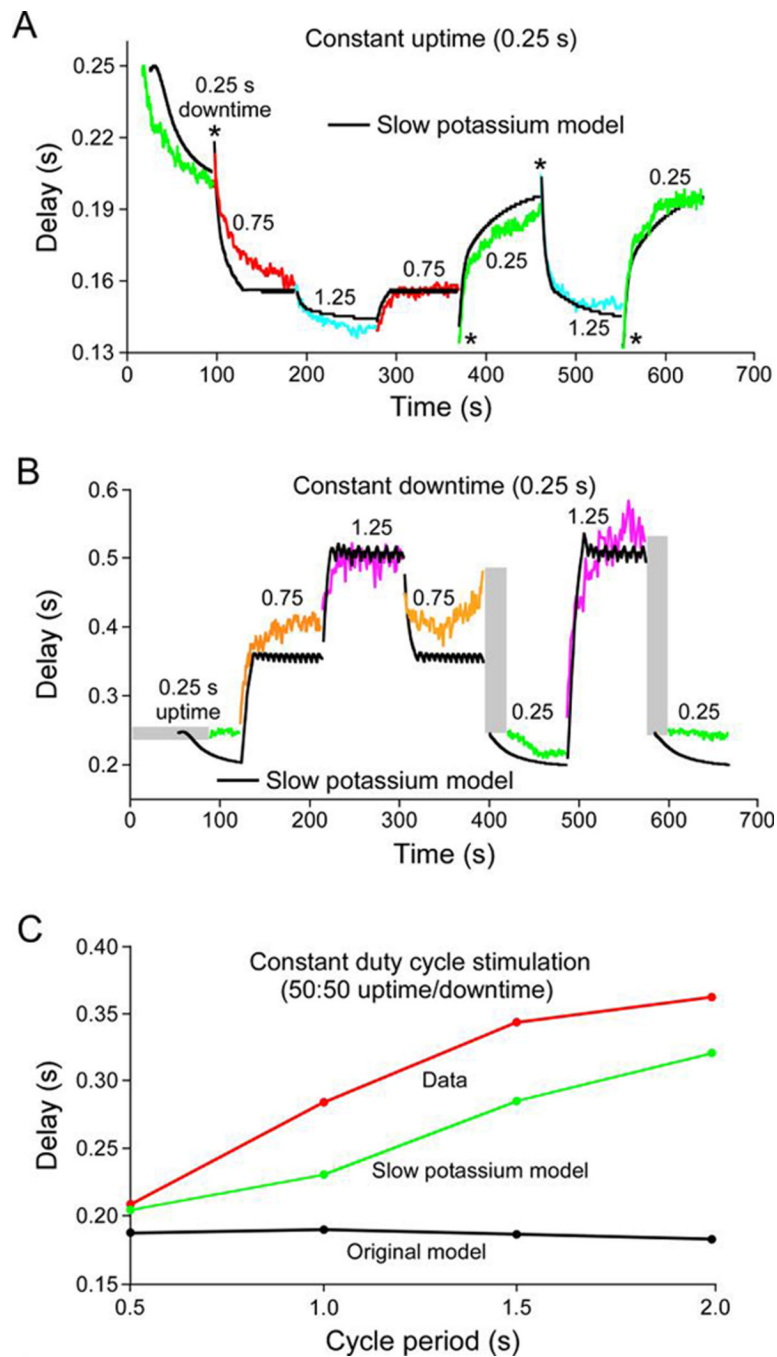 A
Constant uptime (0.25 s)
0.25
0.25 s
downtime
*
Slow potassium model
*
0.25
0.22
0.19
0.75
0.25
0.75
0.16
1.25
1.25
*
*
0.13
0 100 200 300 400 500 600 700
Delay (s)
Time (s)
B
Constant downtime (0.25 s)
0.6
1.25
1.25
0.5
0.75
0.75
0.4
0.3
0.25 s
uptime
0.25
0.25
0.2
Slow potassium model
0 100 200 300 400 500 600 700
Delay (s)
Time (s)
C
0.40
Constant duty cycle stimulation
(50:50 uptime/downtime)
0.35
0.30
Data
0.25
Slow potassium model
0.20
Original model
0.15
0.5 1.0 1.5 2.0
Delay (s)
Cycle period (s)